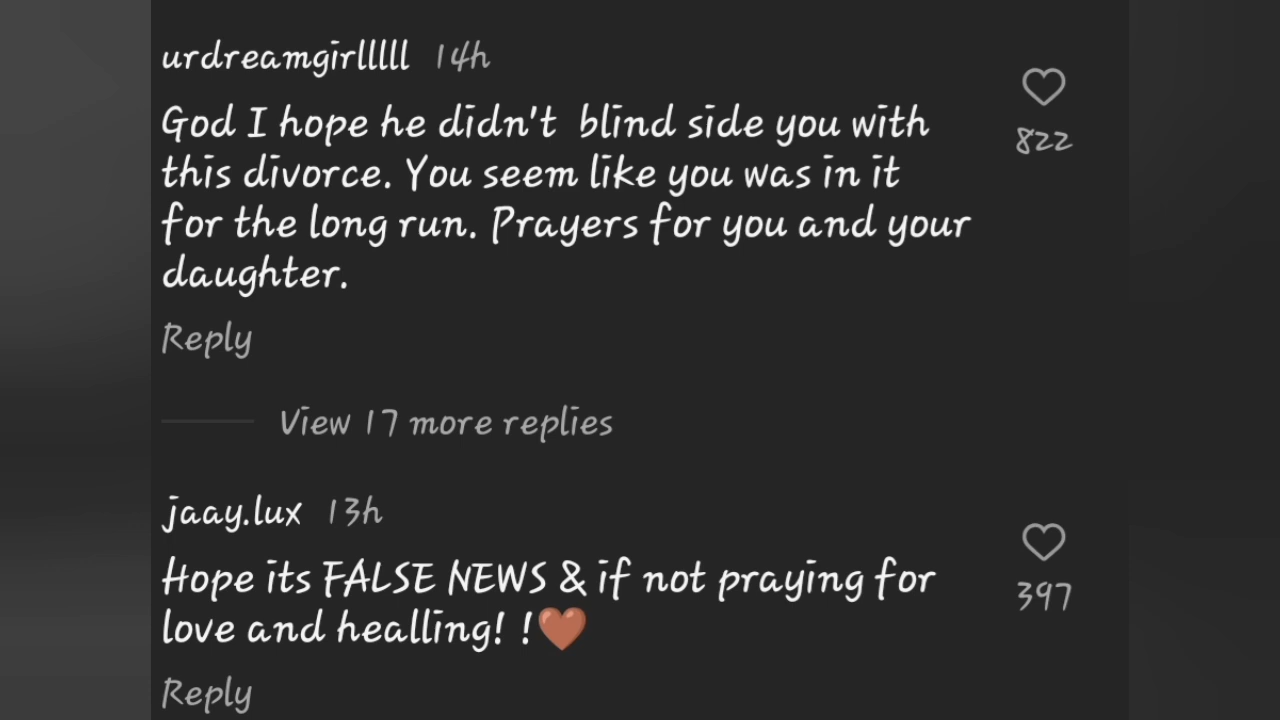 urdreamgirlllll 14h
God I hope he didn't  blind side you with
822
this divorce. You seem like you was in it
for the long run. Prayers for you and your
daughter.
Reply
View 17 more replies
jaay.lux 13h
Hope its FALSE NEWS & if not praying for
397
love and healling! !🤎
Reply